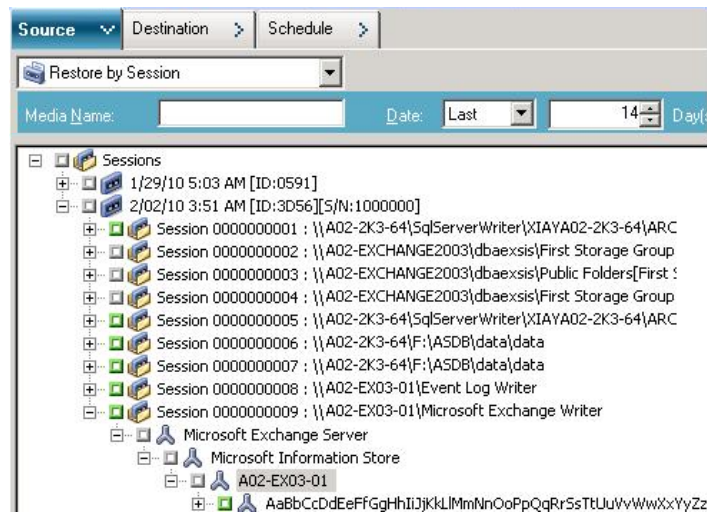 Source Destination Schedule
Restore by Session
Media Name: Date: Last 14 Day(s
Sessions
1/29/10 5:03 AM [ID:0591]
2/02/10 3:51 AM [ID:3D56][S/N:1000000]
Session 0000000001 : \\A02-2K3-64\SqlServerWriter\XIAYA02-2K3-64\ARC
Session 0000000002 : \\A02-EXCHANGE2003\dbaexsis\First Storage Group
Session 0000000003 : \\A02-EXCHANGE2003\dbaexsis\Public Folders[First
Session 0000000004 : \\A02-EXCHANGE2003\dbaexsis\First Storage Group
Session 0000000005 : \\A02-2K3-64\SqlServerWriter\XIAYA02-2K3-64\ARC
Session 0000000006 : \\A02-2K3-64\F:\ASDB\data\data
Session 0000000007 : \\A02-2K3-64\F:\ASDB\data\data
Session 0000000008 : \\A02-EX03-01\Event Log Writer
Session 0000000009 : \\A02-EX03-01\Microsoft Exchange Writer
Microsoft Exchange Server
Microsoft Information Store
A02-EX03-01
AaBbCcDdEeFfGgHhIiJjKkLlMmNnOoPpQqRrSsTtUuVvWwXxYyZz